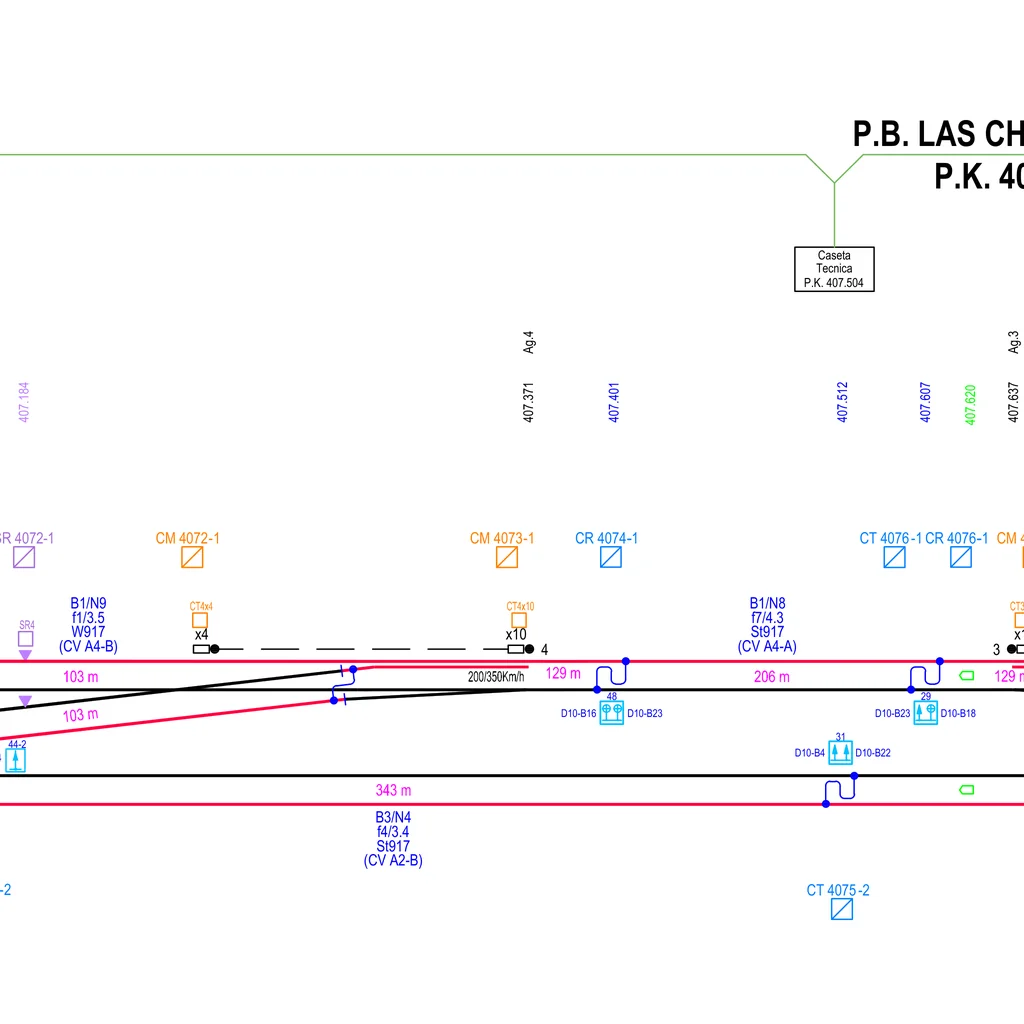 P.B. LAS CH
P.K. 40
Caseta
Tecnica
P.K. 407.504
Ag.4
Ag.3
407.184
407.371
407.401
407.512
407.607
407.620
407.637
SR 4072-1
CM 4072-1
CM 4073-1
CR 4074-1
CT 4076-1
CR 4076-1
CM 4
B1/N9
f1/3.5
W917
(CV A4-B)
SR4
CT4x4
x4
CT4x10
x10
4
B1/N8
f7/4.3
St917
(CV A4-A)
CT3
x1
3
103 m
200/350Km/h
129 m
206 m
129 m
103 m
48
D10-B16
D10-B23
29
D10-B23
D10-B18
44-2
31
D10-B4
D10-B22
343 m
B3/N4
f4/3.4
St917
(CV A2-B)
-2
CT 4075-2